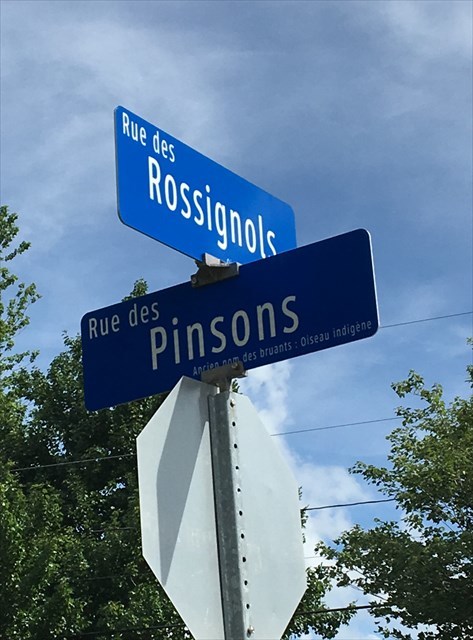 Rue des
Rossignols
Rue des
Pinsons
Ancien nom des bruants : Oiseau indigène